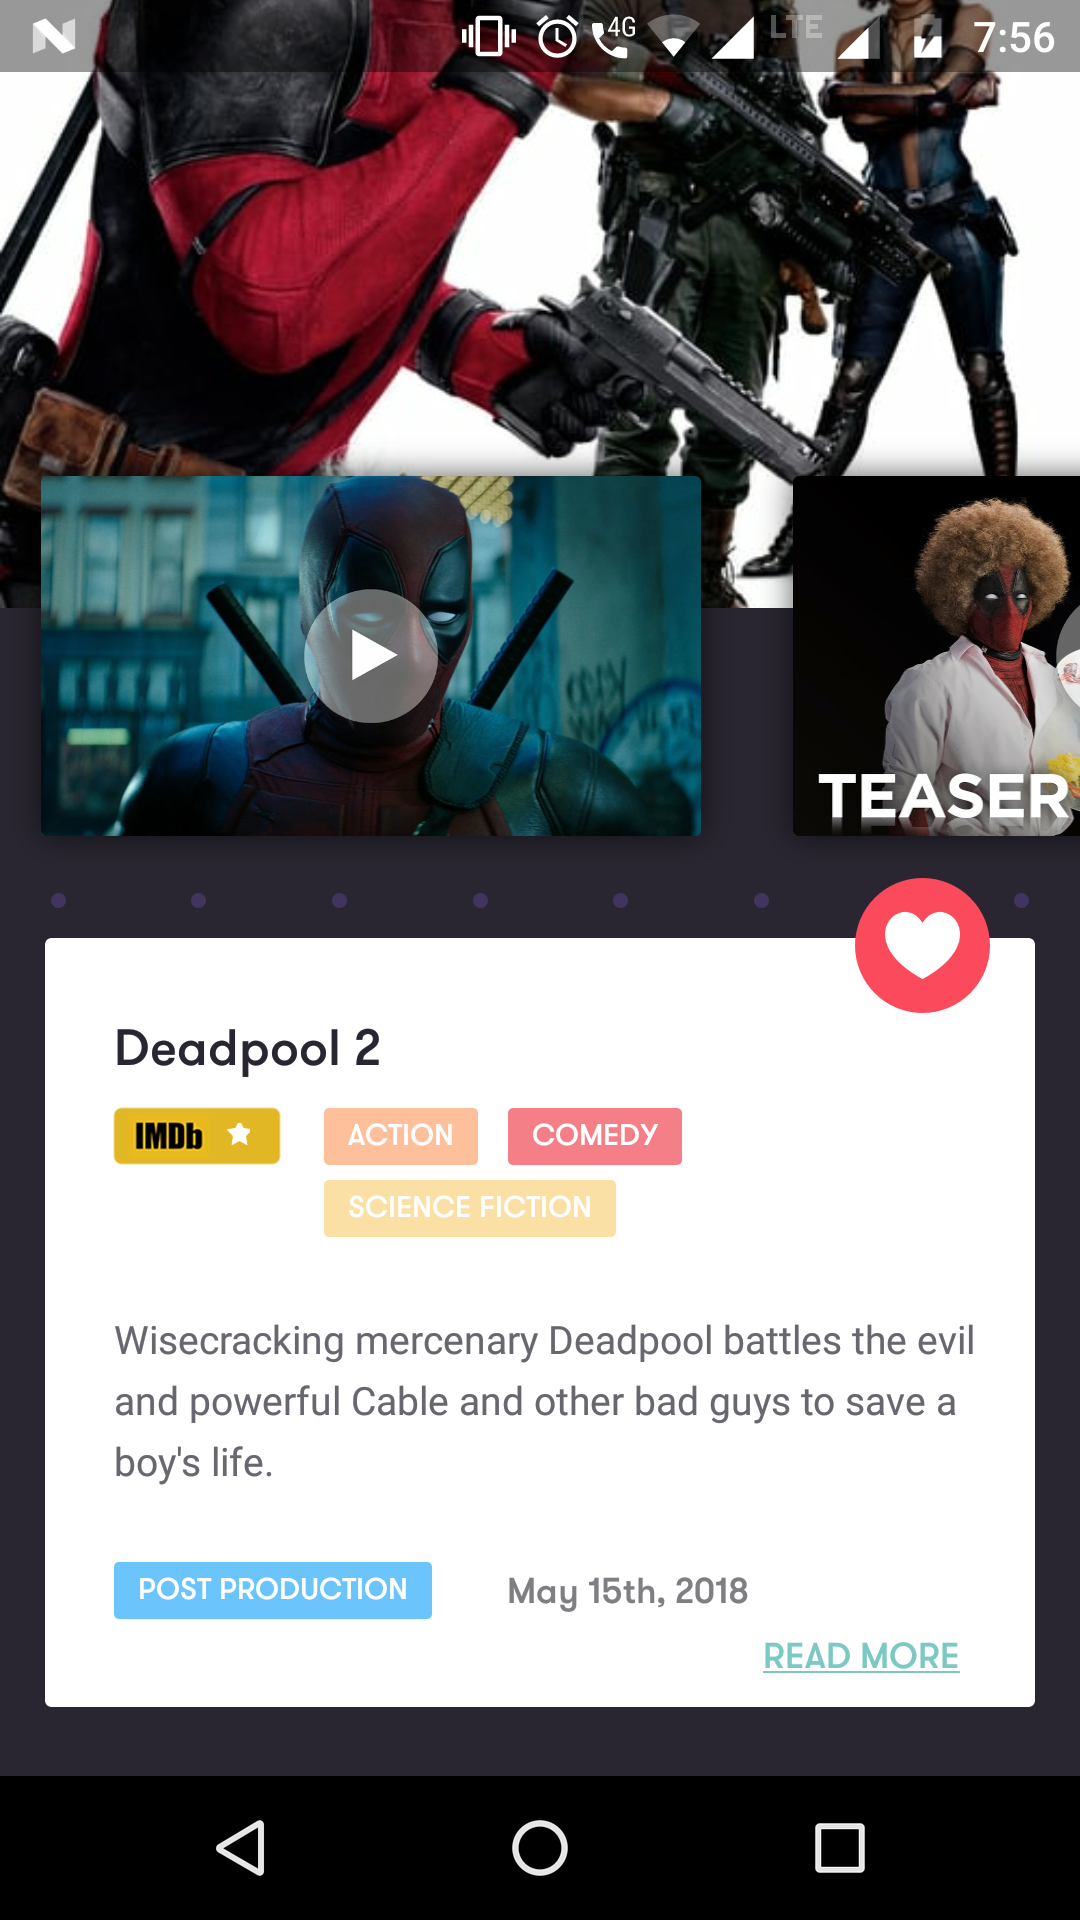 4G
LTE
7:56
TEASER
Deadpool 2
IMDb
ACTION
COMEDY
SCIENCE FICTION
Wisecracking mercenary Deadpool battles the evil
and powerful Cable and other bad guys to save a
boy's life.
POST PRODUCTION
May 15th, 2018
READ MORE